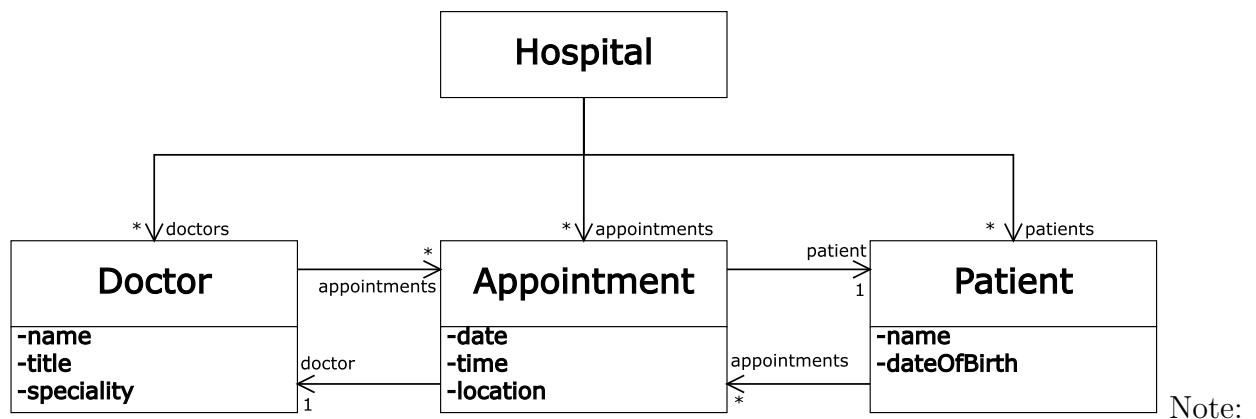 Hospital
* doctors
* appointments
* patients
Doctor
-name
-title
-speciality
*
appointments
doctor
1
Appointment
-date
-time
-location
patient
1
appointments
*
Patient
-name
-dateOfBirth
Note: